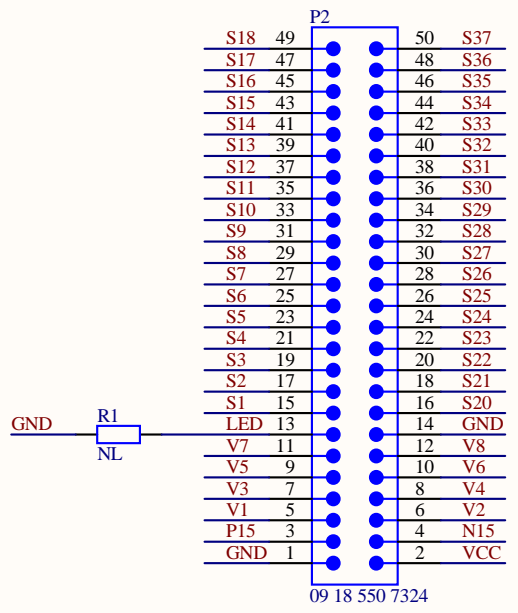 P2
S18 49 50 S37
S17 47 48 S36
S16 45 46 S35
S15 43 44 S34
S14 41 42 S33
S13 39 40 S32
S12 37 38 S31
S11 35 36 S30
S10 33 34 S29
S9 31 32 S28
S8 29 30 S27
S7 27 28 S26
S6 25 26 S25
S5 23 24 S24
S4 21 22 S23
S3 19 20 S22
S2 17 18 S21
S1 15 16 S20
GND R1 LED 13 14 GND
NL V7 11 12 V8
V5 9 10 V6
V3 7 8 V4
V1 5 6 V2
P15 3 4 N15
GND 1 2 VCC
09 18 550 7324